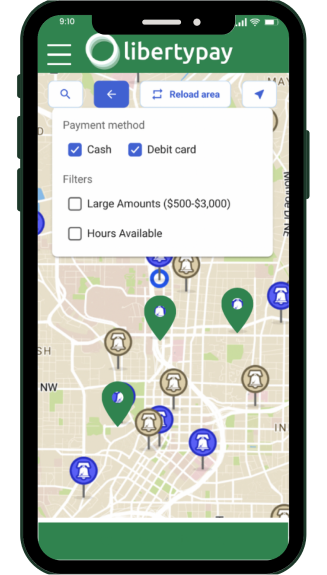 9:10
libertypay
MAY
Reload area
Payment method
Cash
Debit card
Filters
Large Amounts ($500-$3,000)
Hours Available
Monroe Dr NE
SH
NW
IN